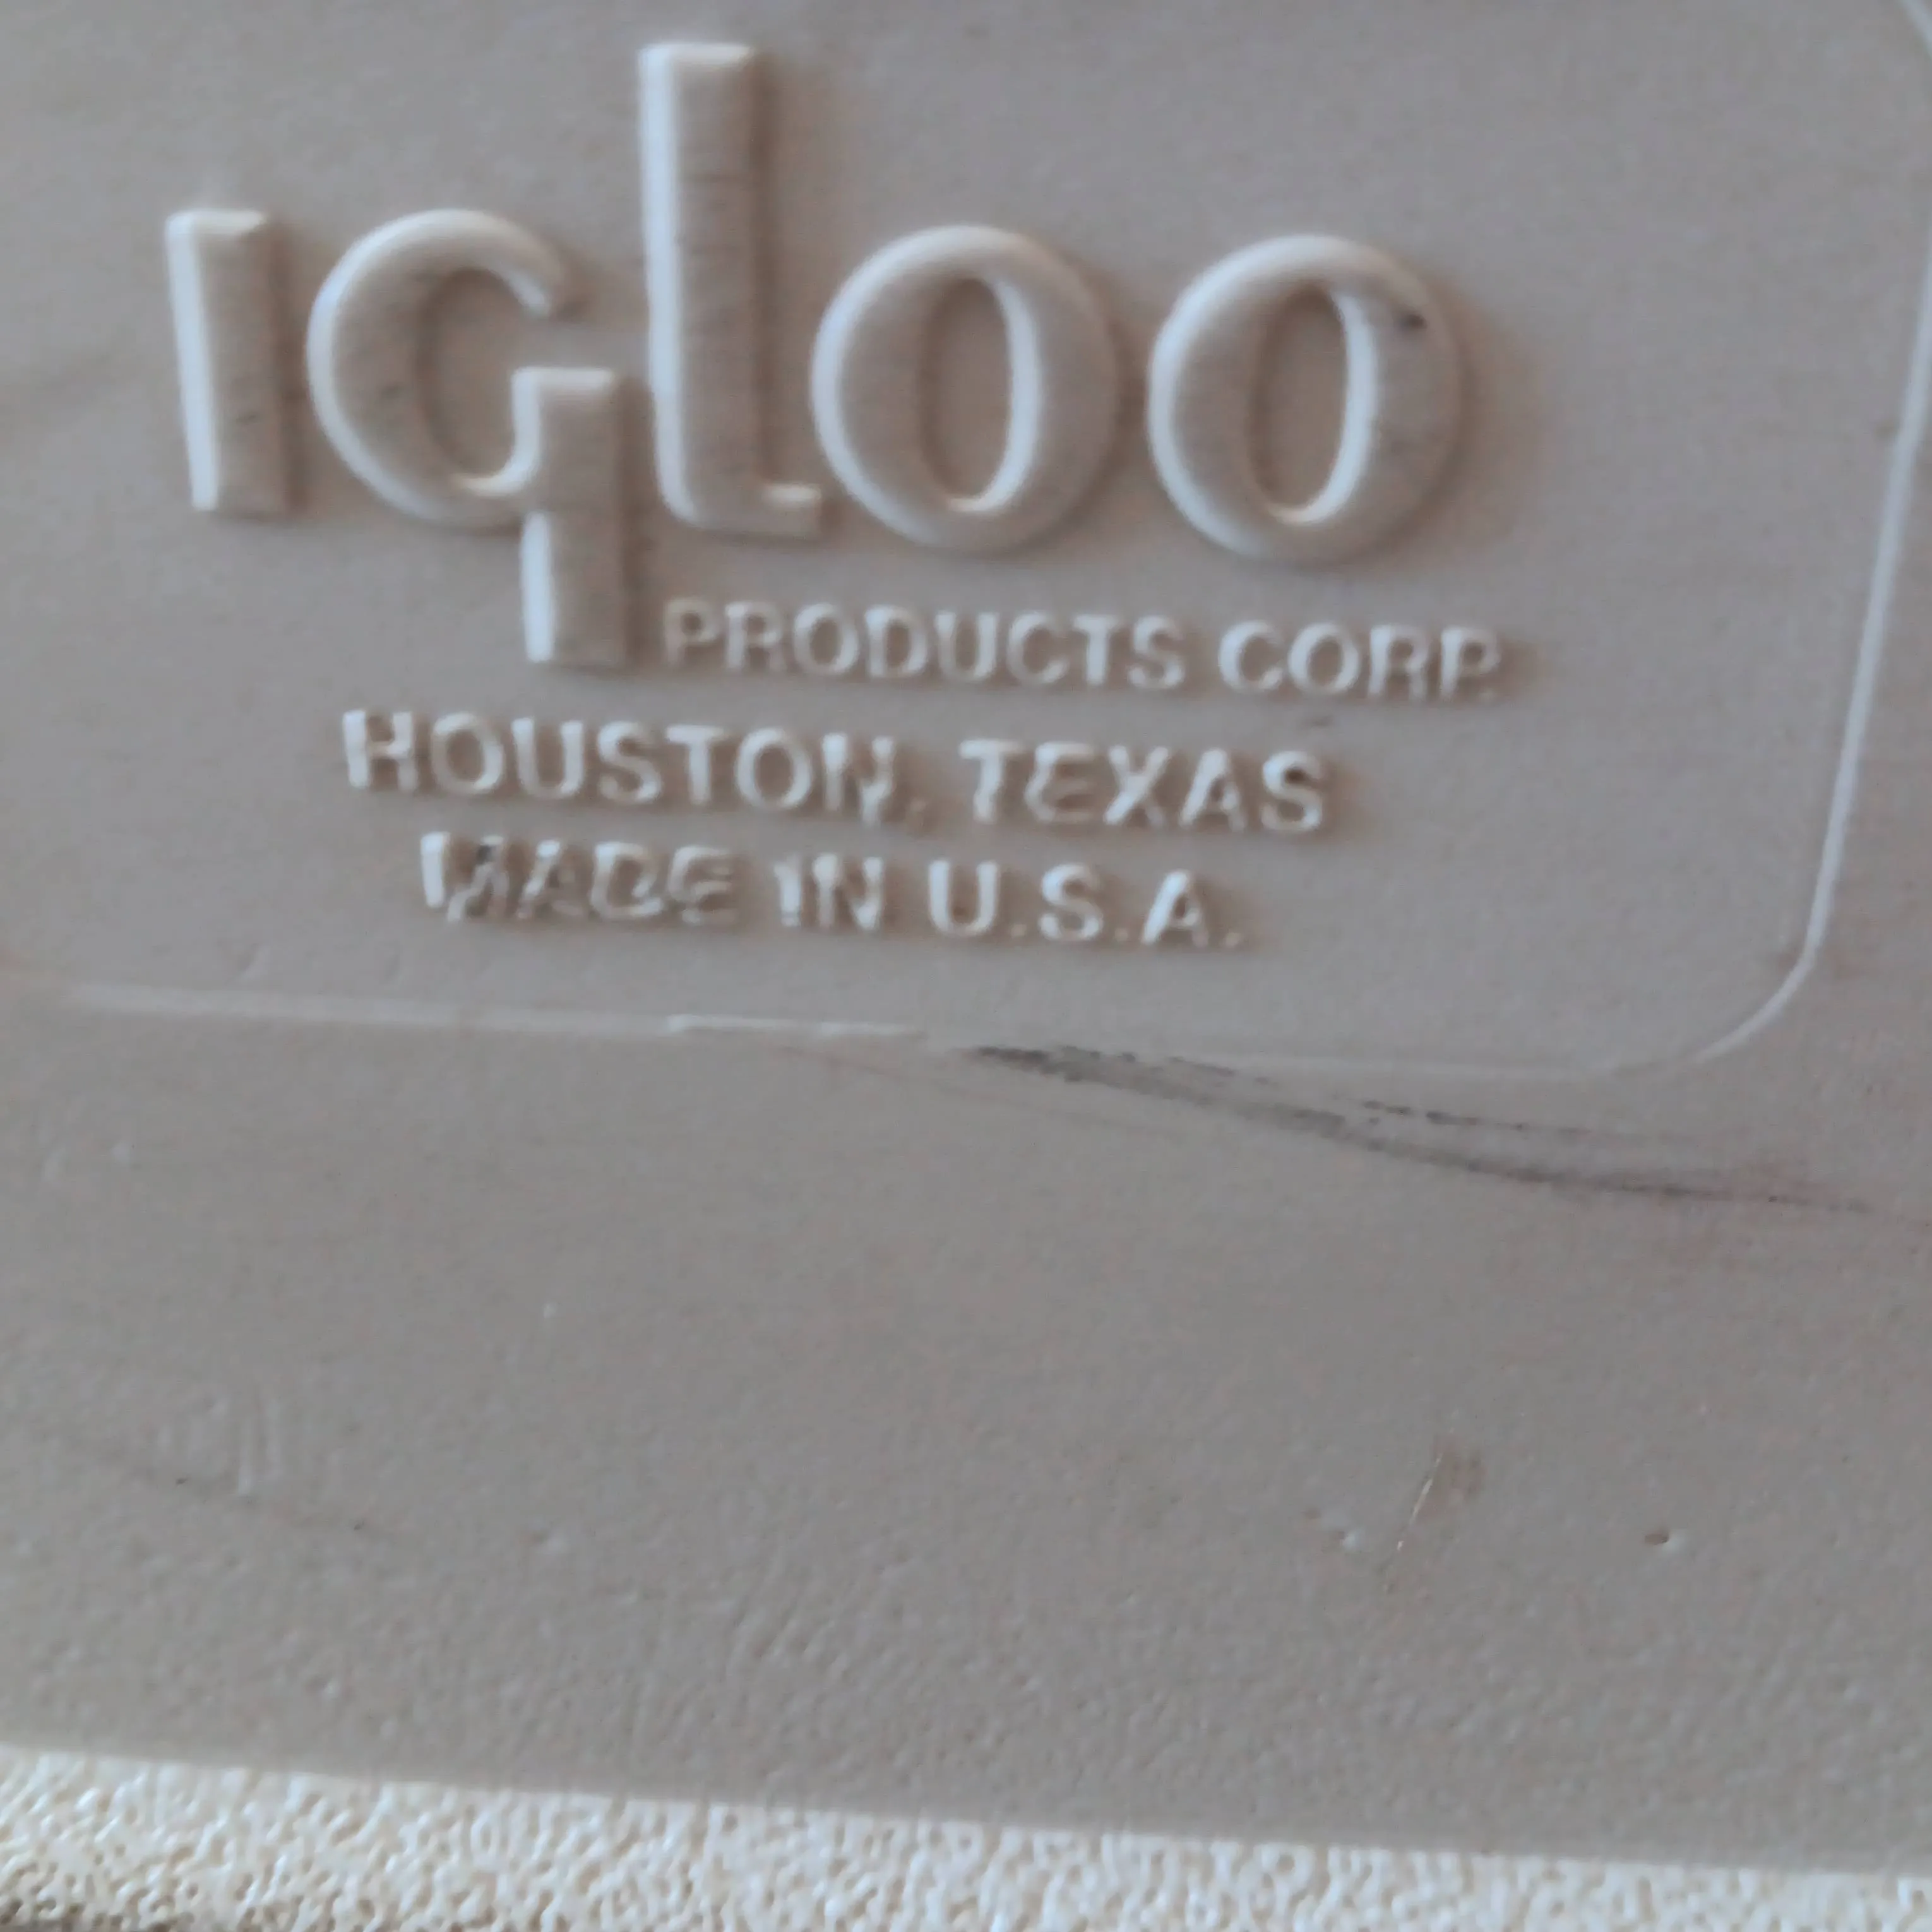 IGLOO
PRODUCTS CORP.
HOUSTON, TEXAS
MADE IN U.S.A.